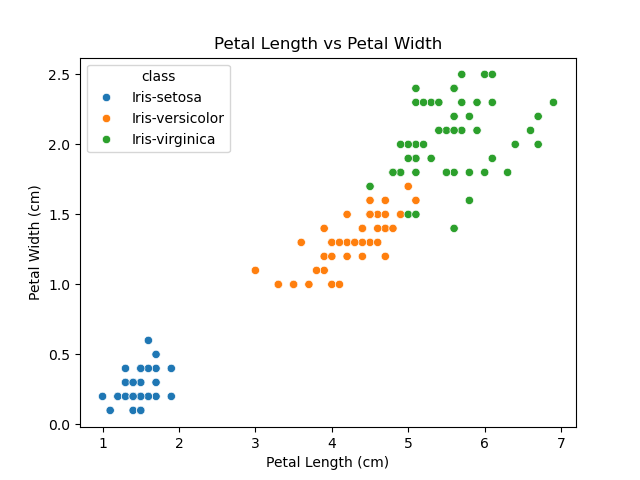 Petal Length vs Petal Width
class
Iris-setosa
Iris-versicolor
Iris-virginica
2.5
2.0
1.5
1.0
0.5
0.0
Petal Width (cm)
1 2 3 4 5 6 7
Petal Length (cm)